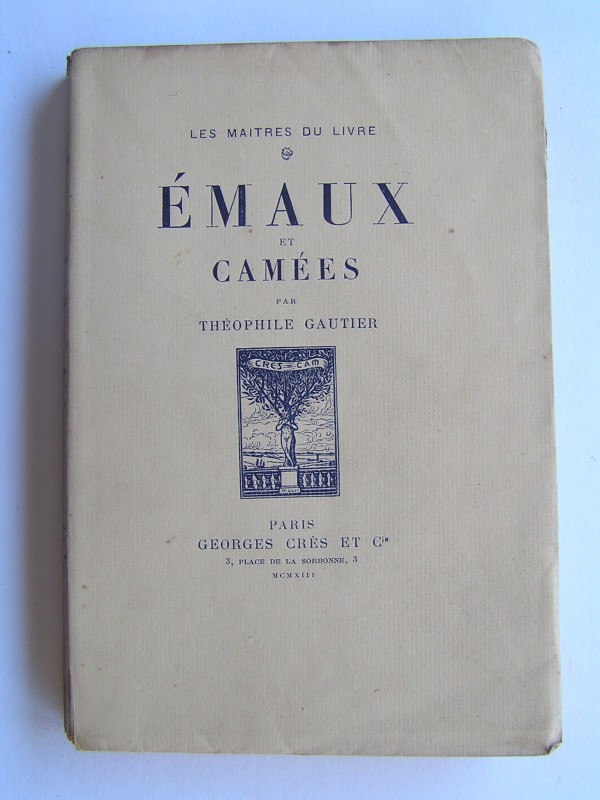 LES MAITRES DU LIVRE
ÉMAUX
ET
CAMÉES
PAR
THÉOPHILE GAUTIER
CRES CAM
PARIS
GEORGES CRÈS ET Cie
3, PLACE DE LA SORBONNE, 3
MCMXIII